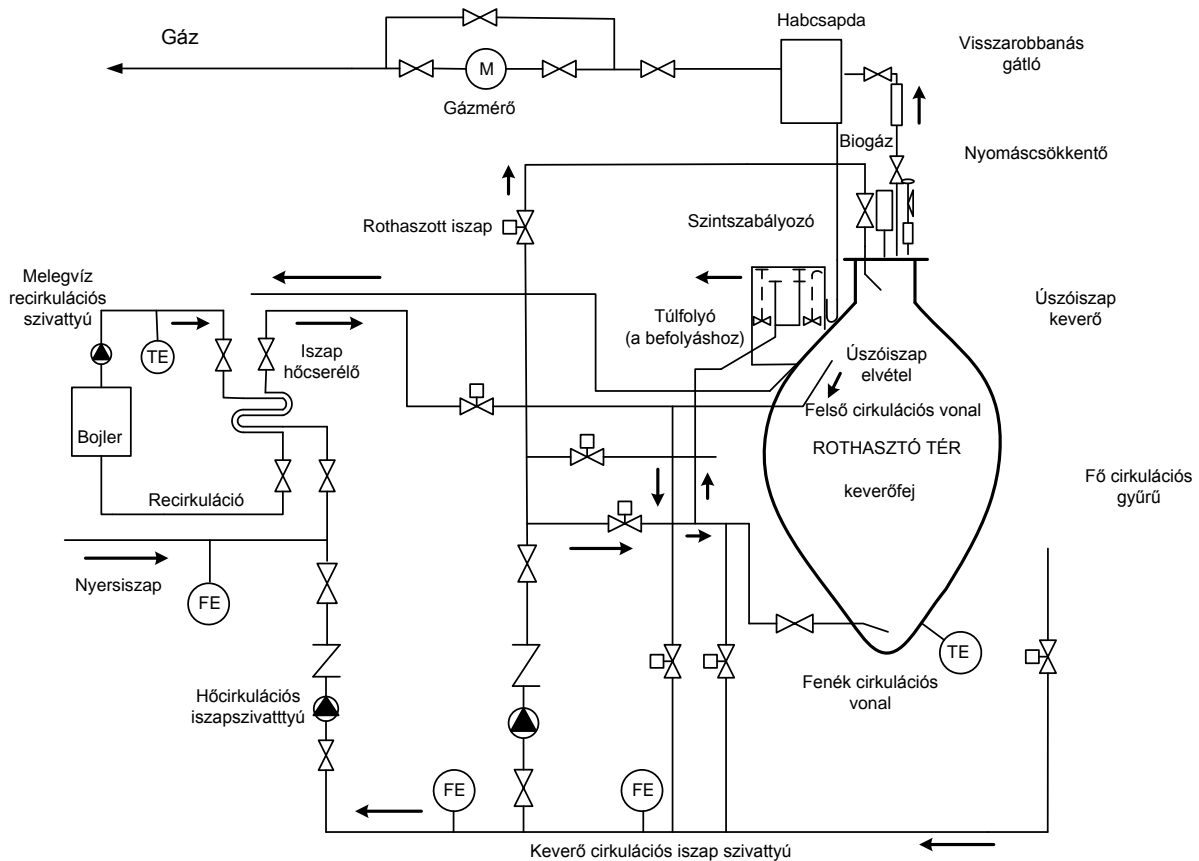 Habcsapda
Visszarobbanás
gátló
Gáz
M
Gázmérő
Biogáz
Nyomáscsökkentő
Rothasztott iszap
Szintszabályozó
Melegvíz
recirkulációs
szivattyú
TE
Iszap
hőcserélő
Túlfolyó
(a befolyáshoz)
Úszóiszap
keverő
Úszóiszap
elvétel
Felső cirkulációs vonal
Bojler
ROTHASZTÓ TÉR
keverőfej
Recirkuláció
Fő cirkulációs
gyűrű
Nyersiszap
FE
TE
Fenék cirkulációs
vonal
Hőcirkulációs
iszapszivatttyú
FE
FE
Keverő cirkulációs iszap szivattyú